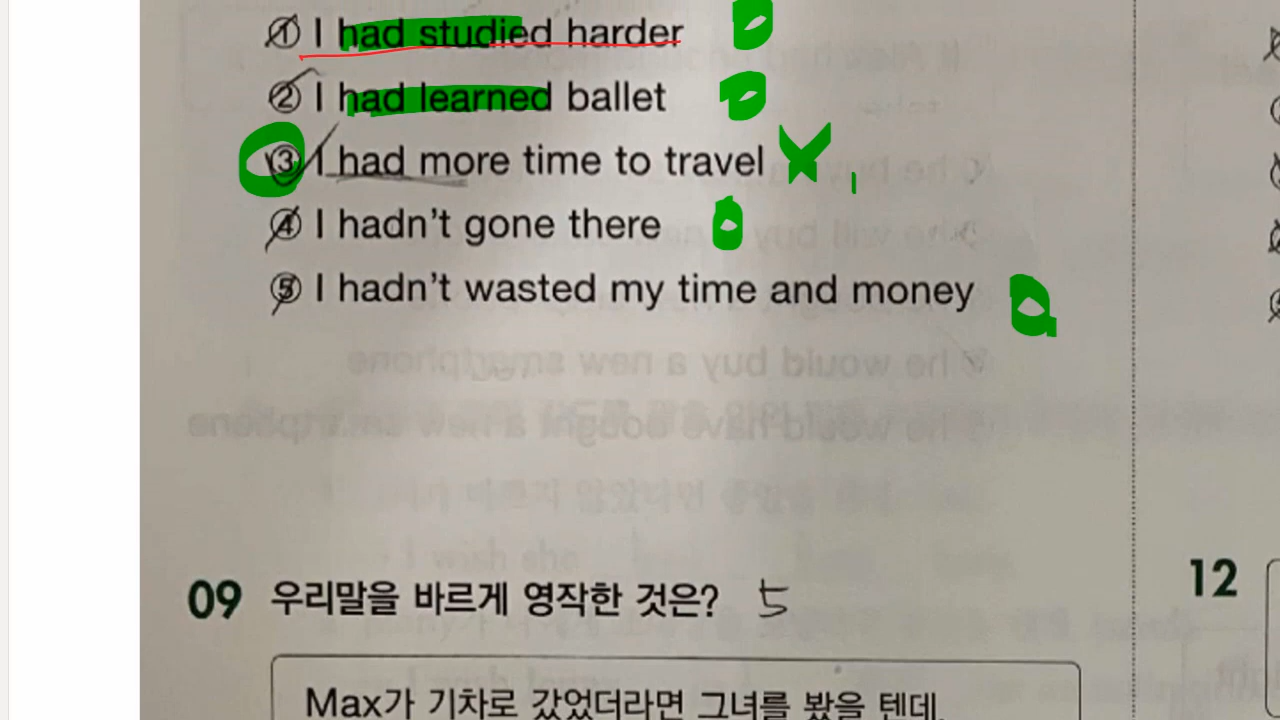 ① I had studied harder
② I had learned ballet
③ I had more time to travel
④ I hadn't gone there
⑤ I hadn't wasted my time and money
09 우리말을 바르게 영작한 것은? 5
12
Max가 기차로 갔었더라면 그녀를 봤을 텐데.